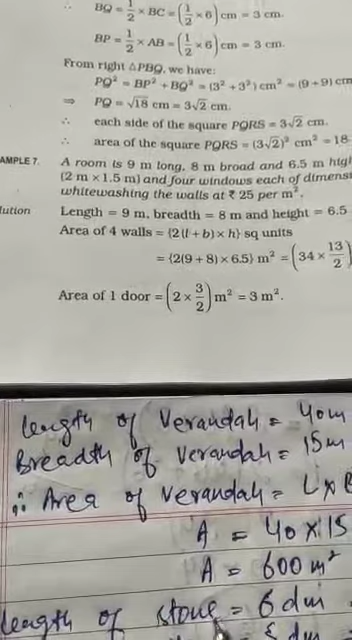 ∴ BQ = 1/2 × BC = (1/2 × 6) cm = 3 cm.
BP = 1/2 × AB = (1/2 × 6) cm = 3 cm.
From right △PBQ, we have:
PQ² = BP² + BQ² = (3² + 3²) cm² = (9 + 9) cm
⇒ PQ = √18 cm = 3√2 cm.
∴ each side of the square PQRS = 3√2 cm.
∴ area of the square PQRS = (3√2)² cm² = 18
AMPLE 7. A room is 9 m long, 8 m broad and 6.5 m hig
(2 m × 1.5 m) and four windows each of dimens
whitewashing the walls at ₹ 25 per m².
lution Length = 9 m, breadth = 8 m and height = 6.5
Area of 4 walls = {2(l + b) × h} sq units
= {2(9 + 8) × 6.5} m² = (34 × 13/2)
Area of 1 door = (2 × 3/2) m² = 3 m².
Length of Verandah = 40m
Breadth of Verandah = 15m
∴ Area of Verandah = L × B
A = 40 × 15
A = 600 m²
length of stone = 6 dm